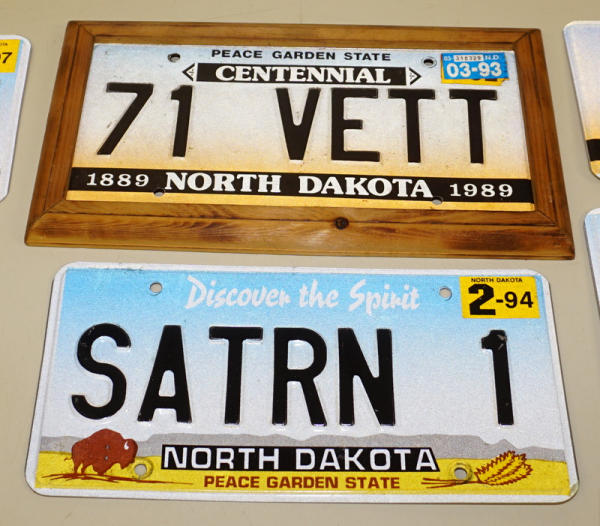 PEACE GARDEN STATE
CENTENNIAL
03-93
N.D.
71 VETT
1889 NORTH DAKOTA 1989
Discover the Spirit
NORTH DAKOTA
2-94
SATRN 1
NORTH DAKOTA
PEACE GARDEN STATE